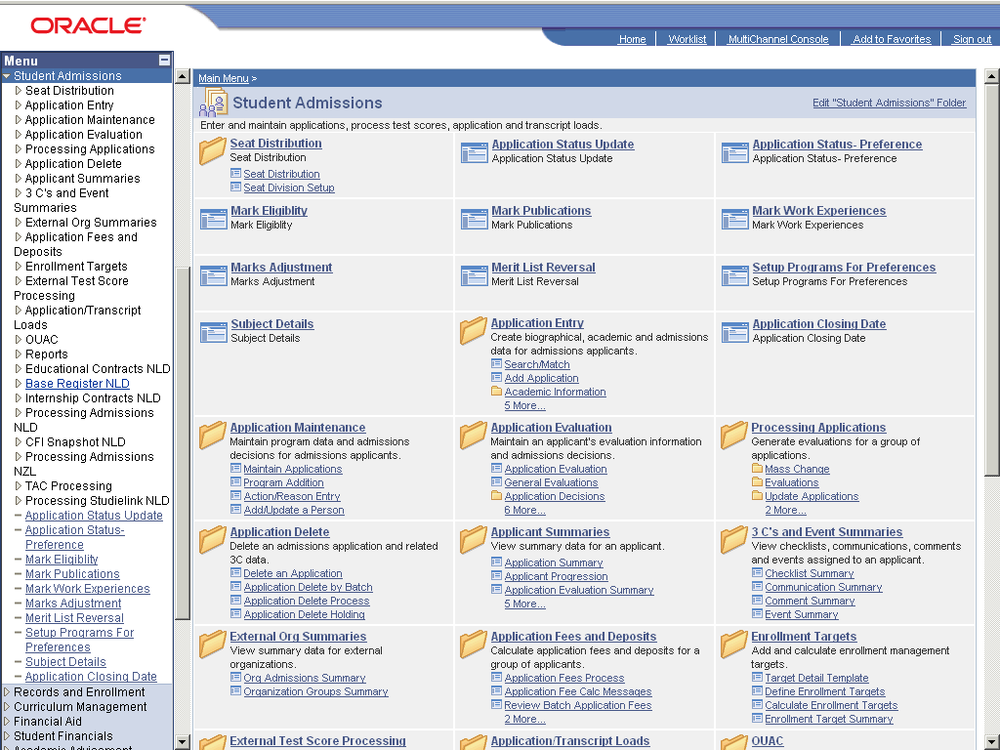 ORACLE
Home
Worklist
MultiChannel Console
Add to Favorites
Sign out
Menu
Student Admissions
Seat Distribution
Application Entry
Application Maintenance
Application Evaluation
Processing Applications
Application Delete
Applicant Summaries
3 C's and Event
Summaries
External Org Summaries
Application Fees and
Deposits
Enrollment Targets
External Test Score
Processing
Application/Transcript
Loads
OUAC
Reports
Educational Contracts NLD
Base Register NLD
Internship Contracts NLD
Processing Admissions
NLD
CFI Snapshot NLD
Processing Admissions
NZL
TAC Processing
Processing Studielink NLD
Application Status Update
Application Status-
Preference
Mark Eligiblity
Mark Publications
Mark Work Experiences
Marks Adjustment
Merit List Reversal
Setup Programs For
Preferences
Subject Details
Application Closing Date
Records and Enrollment
Curriculum Management
Financial Aid
Student Financials
Academic Advisement
Main Menu >
Student Admissions
Edit "Student Admissions" Folder
Enter and maintain applications, process test scores, application and transcript loads.
Seat Distribution
Seat Distribution
Seat Distribution
Seat Division Setup
Application Status Update
Application Status Update
Application Status- Preference
Application Status- Preference
Mark Eligiblity
Mark Eligiblity
Mark Publications
Mark Publications
Mark Work Experiences
Mark Work Experiences
Marks Adjustment
Marks Adjustment
Merit List Reversal
Merit List Reversal
Setup Programs For Preferences
Setup Programs For Preferences
Subject Details
Subject Details
Application Entry
Create biographical, academic and admissions
data for admissions applicants.
Search/Match
Add Application
Academic Information
5 More...
Application Closing Date
Application Closing Date
Application Maintenance
Maintain program data and admissions
decisions for admissions applicants.
Maintain Applications
Program Addition
Action/Reason Entry
Add/Update a Person
Application Evaluation
Maintain an applicant's evaluation information
and admissions decisions.
Application Evaluation
General Evaluations
Application Decisions
6 More...
Processing Applications
Generate evaluations for a group of
applications.
Mass Change
Evaluations
Update Applications
2 More...
Application Delete
Delete an admissions application and related
3C data.
Delete an Application
Application Delete by Batch
Application Delete Process
Application Delete Holding
Applicant Summaries
View summary data for an applicant.
Application Summary
Applicant Progression
Application Evaluation Summary
5 More...
3 C's and Event Summaries
View checklists, communications, comments
and events assigned to an applicant.
Checklist Summary
Communication Summary
Comment Summary
Event Summary
External Org Summaries
View summary data for external
organizations.
Org Admissions Summary
Organization Groups Summary
Application Fees and Deposits
Calculate application fees and deposits for a
group of applicants.
Application Fees Process
Application Fee Calc Messages
Review Batch Application Fees
2 More...
Enrollment Targets
Add and calculate enrollment management
targets.
Target Detail Template
Define Enrollment Targets
Calculate Enrollment Targets
Enrollment Target Summary
External Test Score Processing
Application/Transcript Loads
OUAC